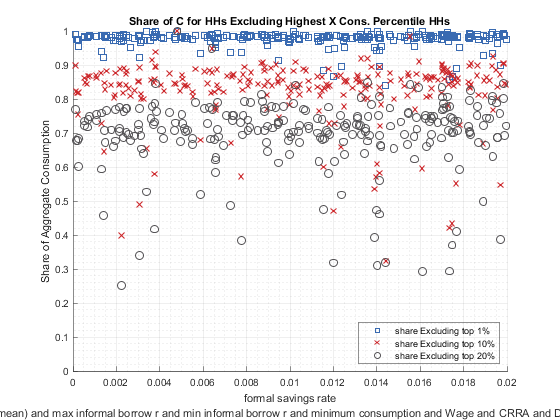 Share of C for HHs Excluding Highest X Cons. Percentile HHs
1
0.9
0.8
0.7
0.6
0.5
0.4
0.3
0.2
0.1
0
Share of Aggregate Consumption
share Excluding top 1%
share Excluding top 10%
share Excluding top 20%
0 0.002 0.004 0.006 0.008 0.01 0.012 0.014 0.016 0.018 0.02
formal savings rate
mean) and max informal borrow r and min informal borrow r and minimum consumption and Wage and CRRA and